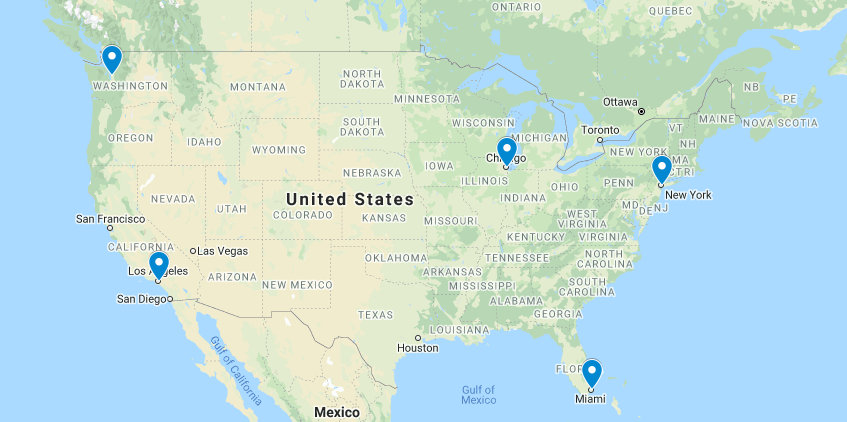 ONTARIO
QUEBEC
WASHINGTON
MONTANA
NORTH
DAKOTA
MINNESOTA
Ottawa
NB
PE
MAINE
NOVA SCOTIA
OREGON
IDAHO
SOUTH
DAKOTA
WISCONSIN
MICHIGAN
Toronto
VT
NH
WYOMING
NEW YORK
MA
CT
RI
Chicago
IOWA
NEBRASKA
ILLINOIS
INDIANA
OHIO
PENN
New York
NEVADA
UTAH
United States
COLORADO
KANSAS
MISSOURI
WEST
VIRGINIA
MD
DE
NJ
San Francisco
KENTUCKY
VIRGINIA
CALIFORNIA
Las Vegas
OKLAHOMA
TENNESSEE
NORTH
CAROLINA
Los Angeles
ARIZONA
NEW MEXICO
ARKANSAS
MISSISSIPPI
SOUTH
CAROLINA
San Diego
ALABAMA
TEXAS
GEORGIA
LOUISIANA
Houston
Gulf of California
FLOR
Gulf of
Mexico
Miami
Mexico